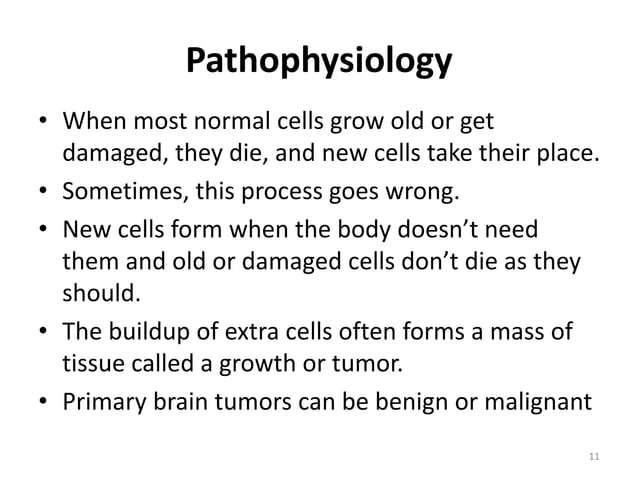 Pathophysiology
• When most normal cells grow old or get
damaged, they die, and new cells take their place.
• Sometimes, this process goes wrong.
• New cells form when the body doesn’t need
them and old or damaged cells don’t die as they
should.
• The buildup of extra cells often forms a mass of
tissue called a growth or tumor.
• Primary brain tumors can be benign or malignant
11